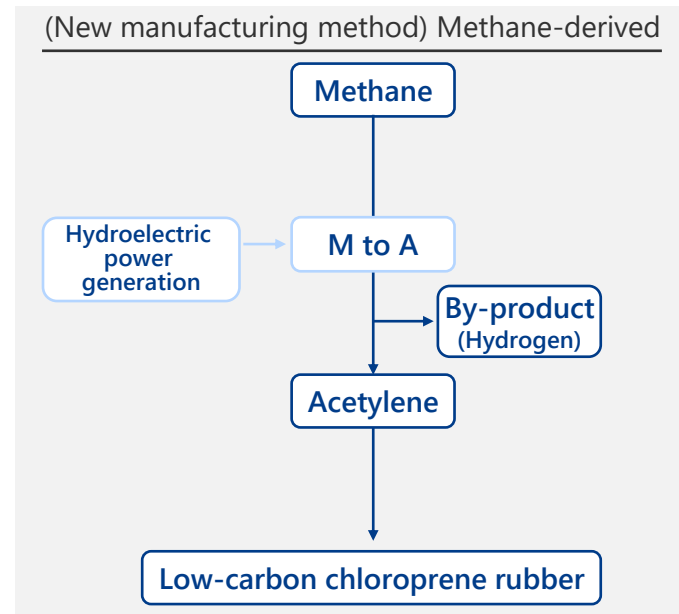 (New manufacturing method) Methane-derived
Methane
Hydroelectric
power
generation
M to A
By-product
(Hydrogen)
Acetylene
Low-carbon chloroprene rubber